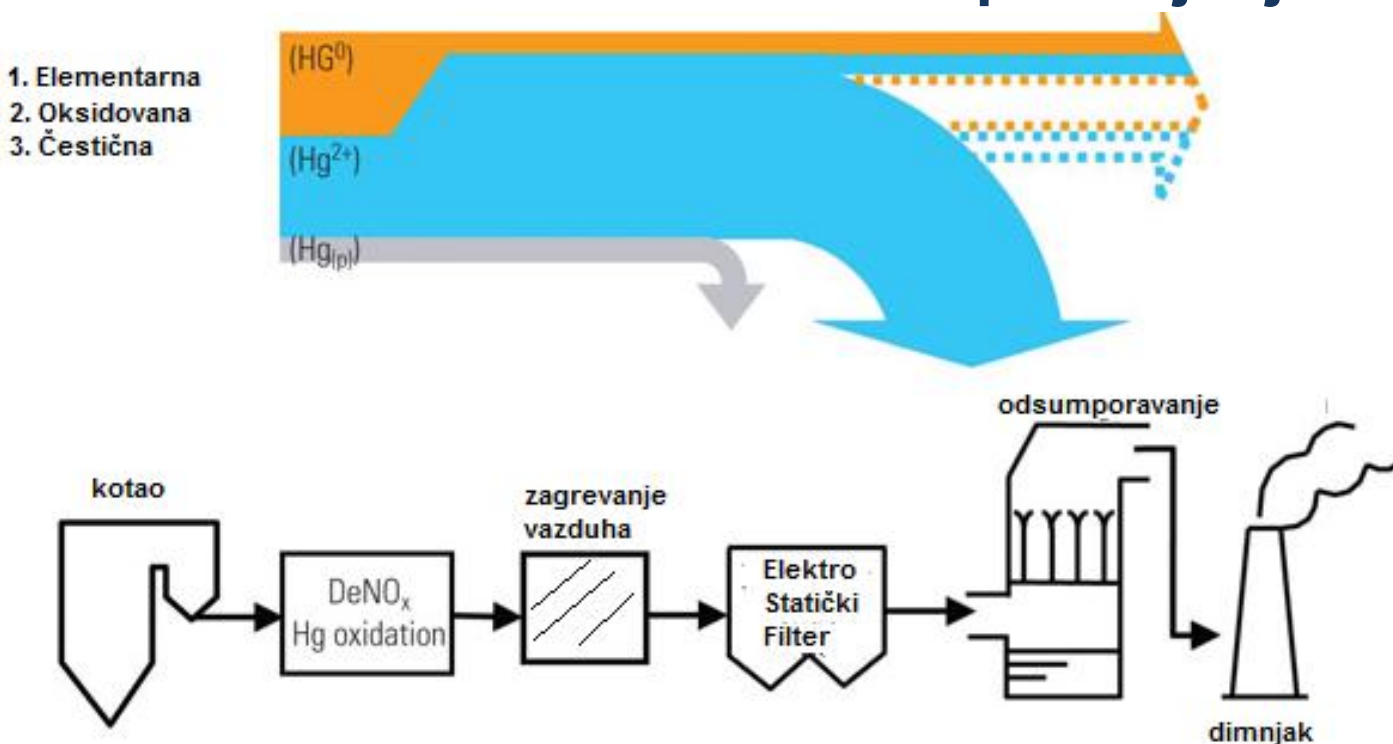 1. Elementarna
2. Oksidovana
3. Čestična
(HG⁰)
(Hg²⁺)
(Hg[p])
odsumporavanje
kotao
zagrevanje
vazduha
DeNOₓ
Hg oxidation
Elektro
Statički
Filter
dimnjak